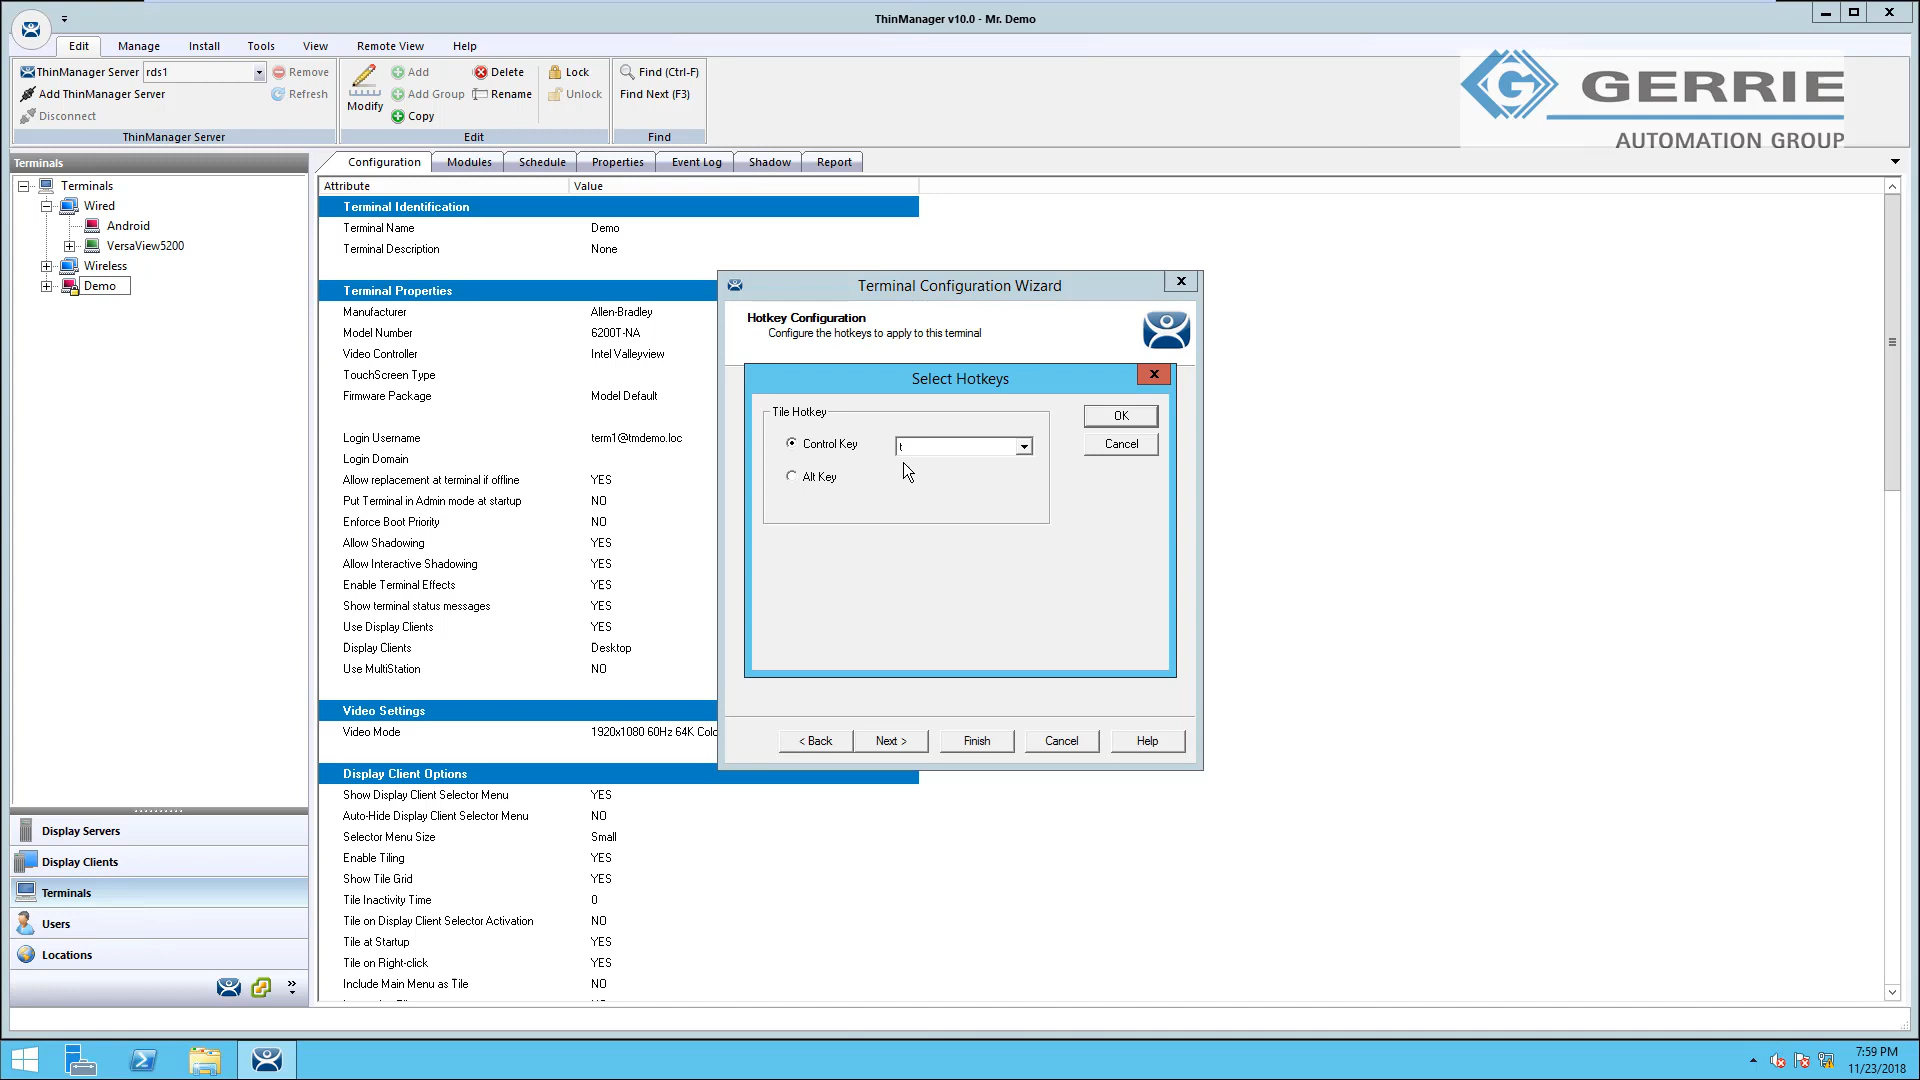 ThinManager v10.0 - Mr. Demo
Edit Manage Install Tools View Remote View Help
ThinManager Server rds1 Remove
Add ThinManager Server Refresh
Disconnect
ThinManager Server
Modify
Add Delete Lock
Add Group Rename Unlock
Copy
Edit
Find (Ctrl-F)
Find Next (F3)
Find
GERRIE
AUTOMATION GROUP
Terminals
Terminals
Wired
Android
VersaView5200
Wireless
Demo
Configuration Modules Schedule Properties Event Log Shadow Report
Attribute Value
Terminal Identification
Terminal Name Demo
Terminal Description None
Terminal Properties
Manufacturer Allen-Bradley
Model Number 6200T-NA
Video Controller Intel Valleyview
TouchScreen Type
Firmware Package Model Default
Login Username term1@tmdemo.loc
Login Domain
Allow replacement at terminal if offline YES
Put Terminal in Admin mode at startup NO
Enforce Boot Priority NO
Allow Shadowing YES
Allow Interactive Shadowing YES
Enable Terminal Effects YES
Show terminal status messages YES
Use Display Clients YES
Display Clients Desktop
Use MultiStation NO
Video Settings
Video Mode 1920x1080 60Hz 64K Colo
Display Client Options
Show Display Client Selector Menu YES
Auto-Hide Display Client Selector Menu NO
Selector Menu Size Small
Enable Tiling YES
Show Tile Grid YES
Tile Inactivity Time 0
Tile on Display Client Selector Activation NO
Tile at Startup YES
Tile on Right-click YES
Include Main Menu as Tile NO
Terminal Configuration Wizard
Hotkey Configuration
Configure the hotkeys to apply to this terminal
Select Hotkeys
Tile Hotkey
Control Key t
Alt Key
OK
Cancel
< Back Next > Finish Cancel Help
Display Servers
Display Clients
Terminals
Users
Locations
7:59 PM
11/23/2018